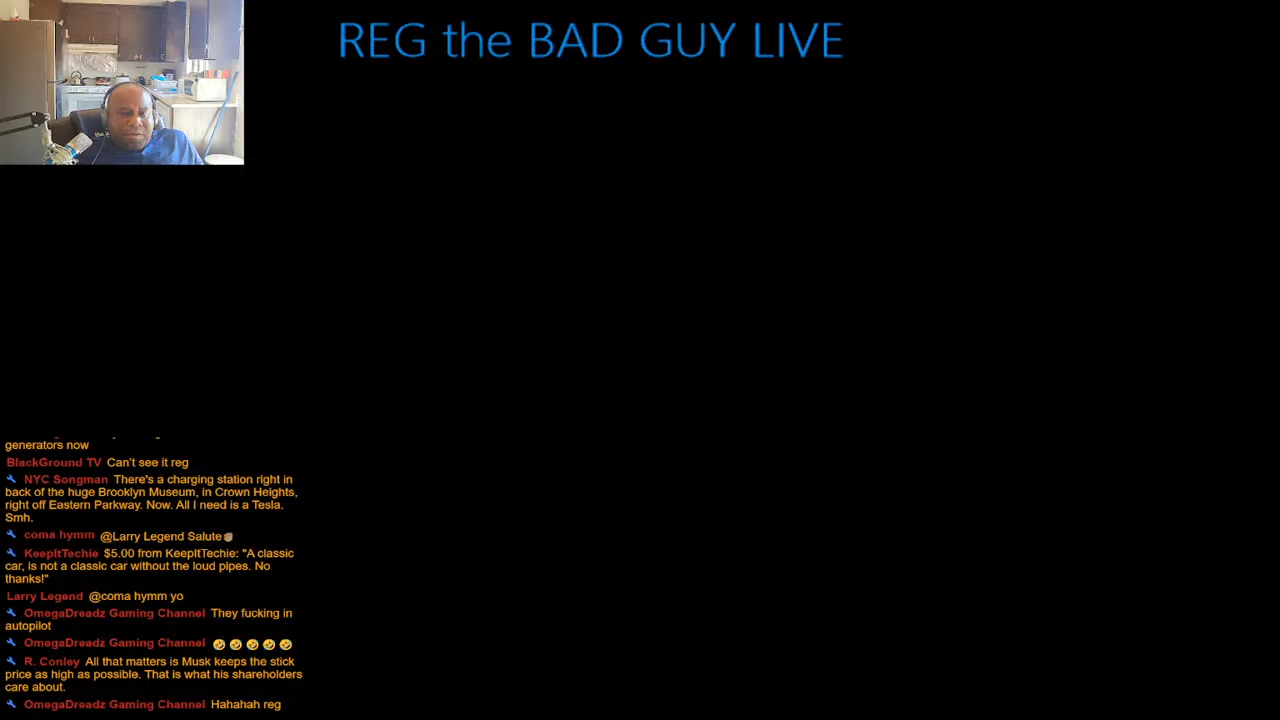 REG the BAD GUY LIVE
generators now
BlackGround TV Can't see it reg
NYC Songman There's a charging station right in
back of the huge Brooklyn Museum, in Crown Heights,
right off Eastern Parkway. Now. All I need is a Tesla.
Smh.
coma hymm @Larry Legend Salute✊🏽
KeepItTechie $5.00 from KeepItTechie: "A classic
car, is not a classic car without the loud pipes. No
thanks!"
Larry Legend @coma hymm yo
OmegaDreadz Gaming Channel They fucking in
autopilot
OmegaDreadz Gaming Channel 🤣🤣🤣🤣🤣
R. Conley All that matters is Musk keeps the stick
price as high as possible. That is what his shareholders
care about.
OmegaDreadz Gaming Channel Hahahah reg